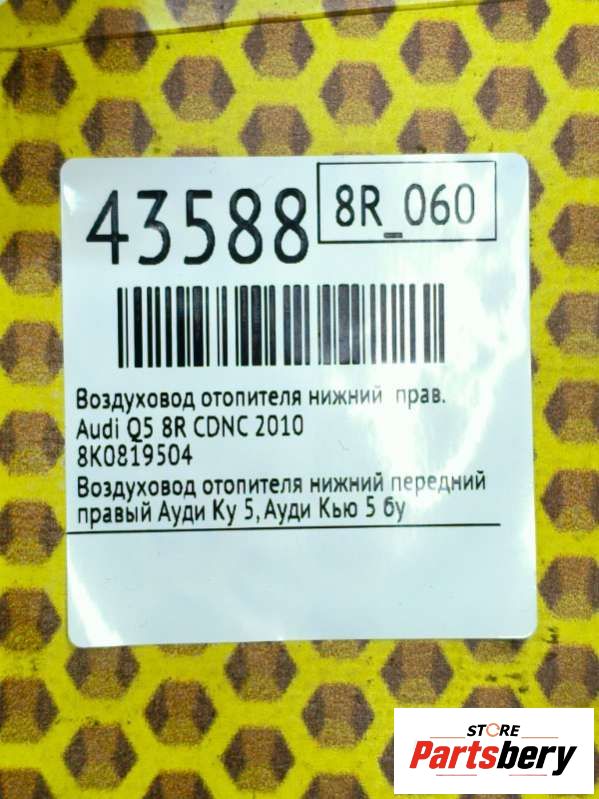 43588
8R_060
Воздуховод отопителя нижний прав.
Audi Q5 8R CDNC 2010
8K0819504
Воздуховод отопителя нижний передний
правый Ауди Ку 5, Ауди Кью 5 бу
STORE
Partsbery